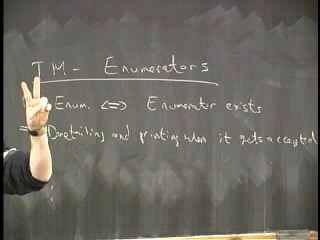 TM - Enumerators
Enum. <=> Enumerator exists
=> Dovetailing and printing when it gets accepted